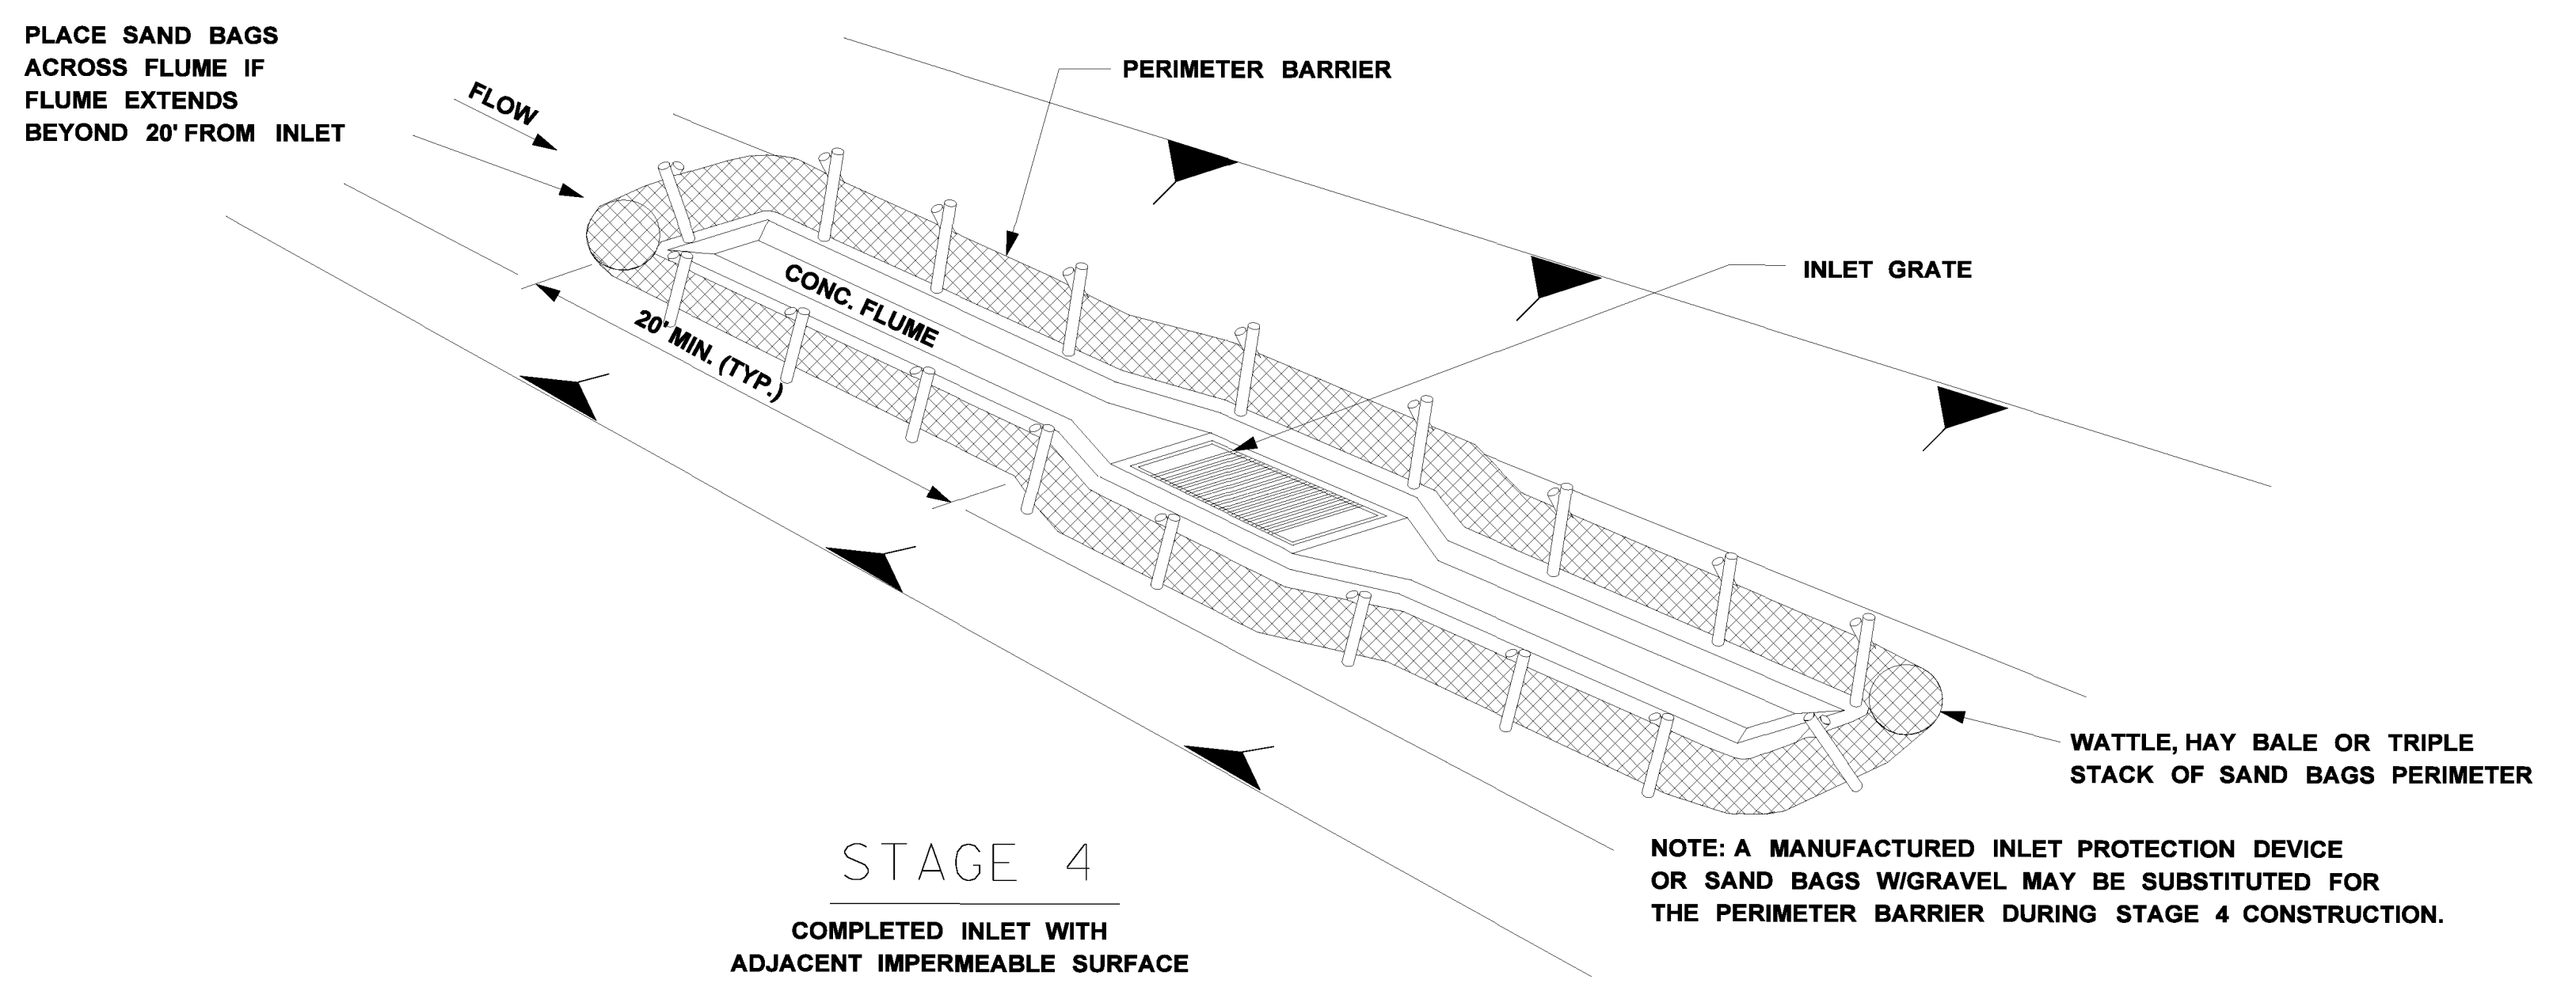 PLACE SAND BAGS
ACROSS FLUME IF
FLUME EXTENDS
BEYOND 20' FROM INLET
FLOW
PERIMETER BARRIER
INLET GRATE
CONC. FLUME
20' MIN. (TYP.)
WATTLE, HAY BALE OR TRIPLE
STACK OF SAND BAGS PERIMETER
NOTE: A MANUFACTURED INLET PROTECTION DEVICE
OR SAND BAGS W/GRAVEL MAY BE SUBSTITUTED FOR
THE PERIMETER BARRIER DURING STAGE 4 CONSTRUCTION.
STAGE 4
COMPLETED INLET WITH
ADJACENT IMPERMEABLE SURFACE